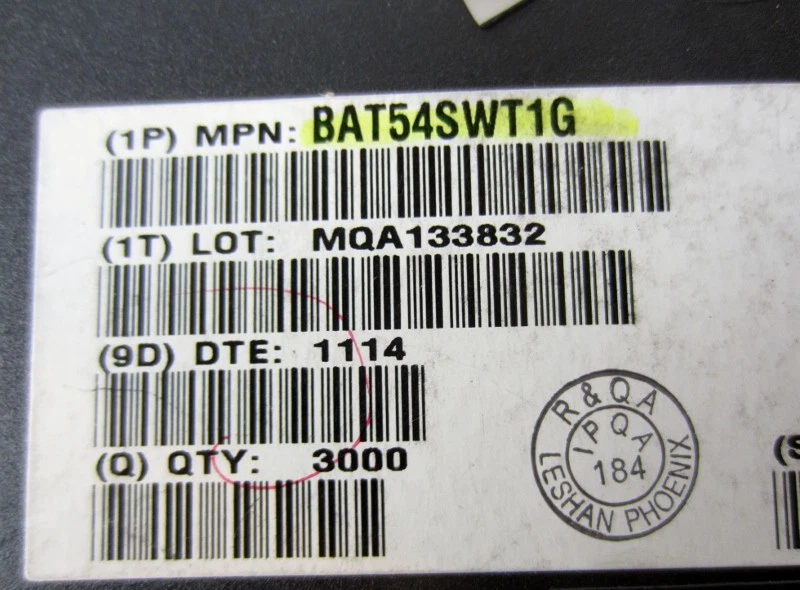 (1P) MPN: BAT54SWT1G
(1T) LOT: MQA133832
(9D) DTE: 1114
(Q) QTY: 3000
R&QA
IPQA
184
LESHAN PHOENIX
(S